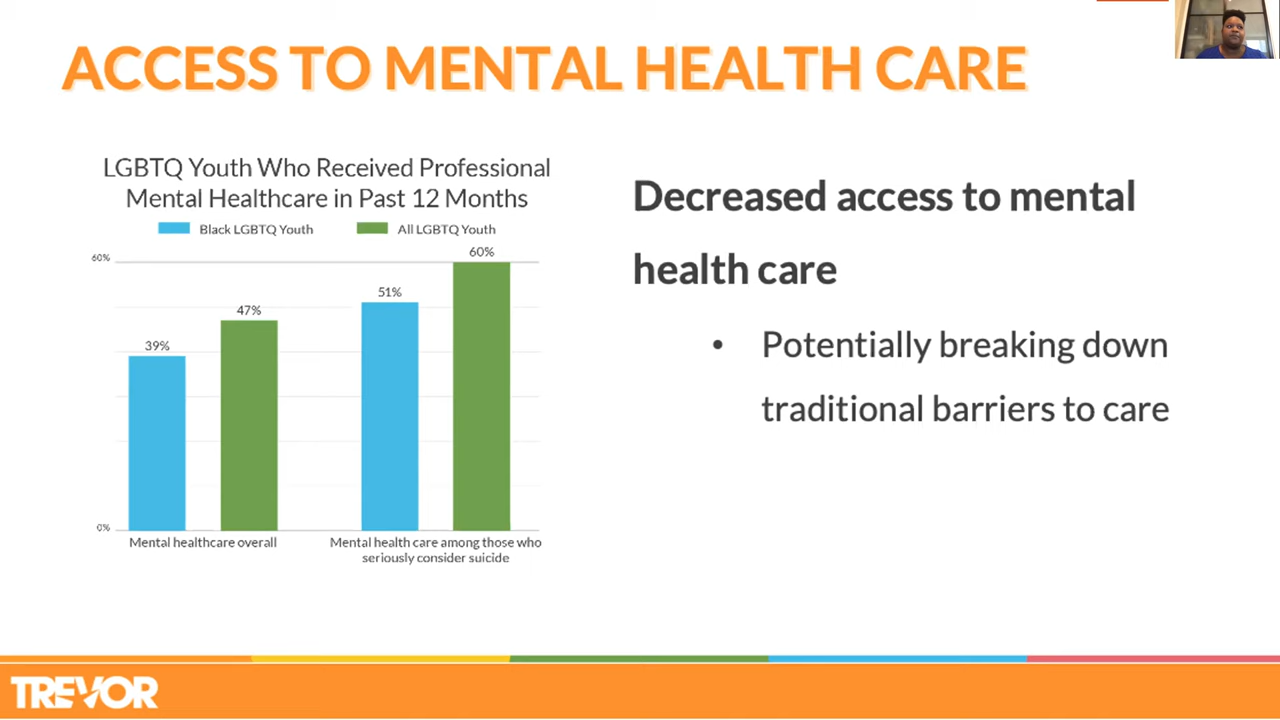 ACCESS TO MENTAL HEALTH CARE
LGBTQ Youth Who Received Professional
Mental Healthcare in Past 12 Months
Black LGBTQ Youth
All LGBTQ Youth
60%
60%
51%
47%
39%
0%
Mental healthcare overall
Mental health care among those who
seriously consider suicide
Decreased access to mental
health care
• Potentially breaking down
traditional barriers to care
TREVOR